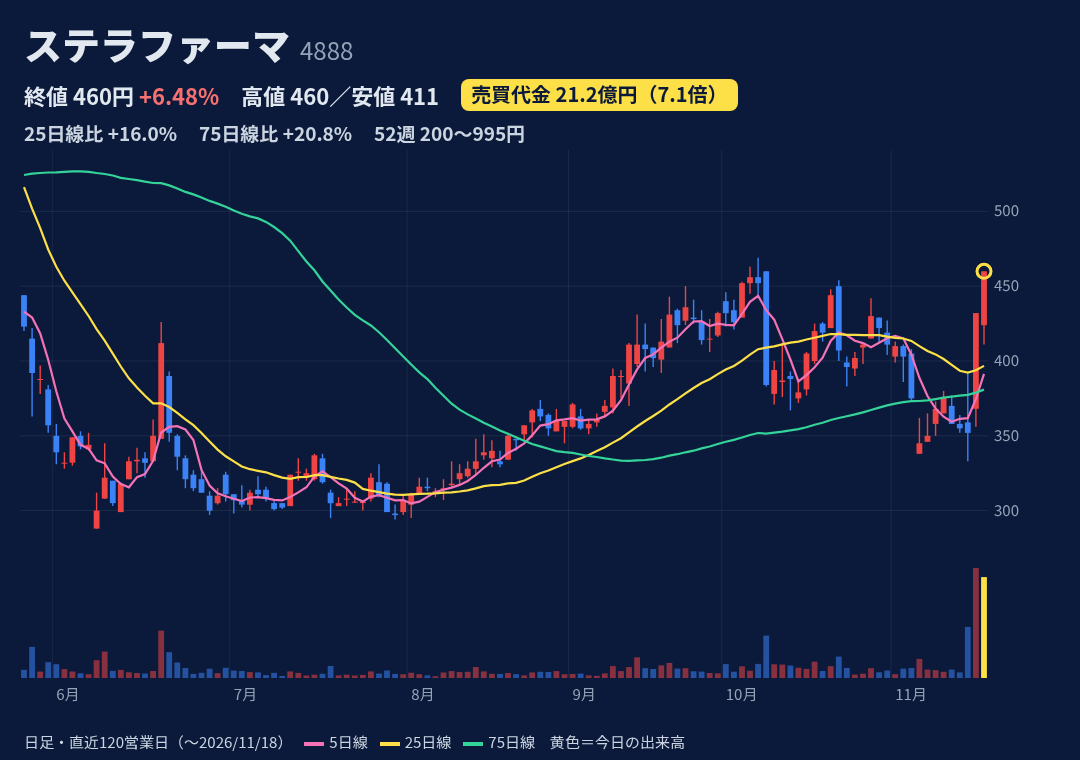 ステラファーマ 4888
終値 460円 +6.48% 高値 460／安値 411 売買代金 21.2億円（7.1倍）
25日線比 +16.0% 75日線比 +20.8% 52週 200〜995円
500
450
400
350
300
6月 7月 8月 9月 10月 11月
日足・直近120営業日（〜2026/11/18） 5日線 25日線 75日線 黄色＝今日の出来高